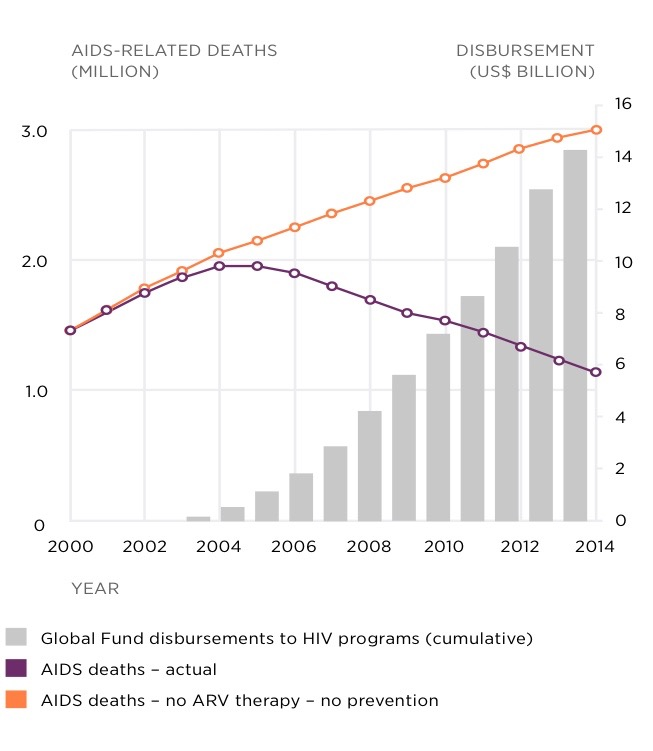 AIDS-RELATED DEATHS
(MILLION)
DISBURSEMENT
(US$ BILLION)
3.0
2.0
1.0
0
16
14
12
10
8
6
4
2
0
2000 2002 2004 2006 2008 2010 2012 2014
YEAR
Global Fund disbursements to HIV programs (cumulative)
AIDS deaths – actual
AIDS deaths – no ARV therapy – no prevention